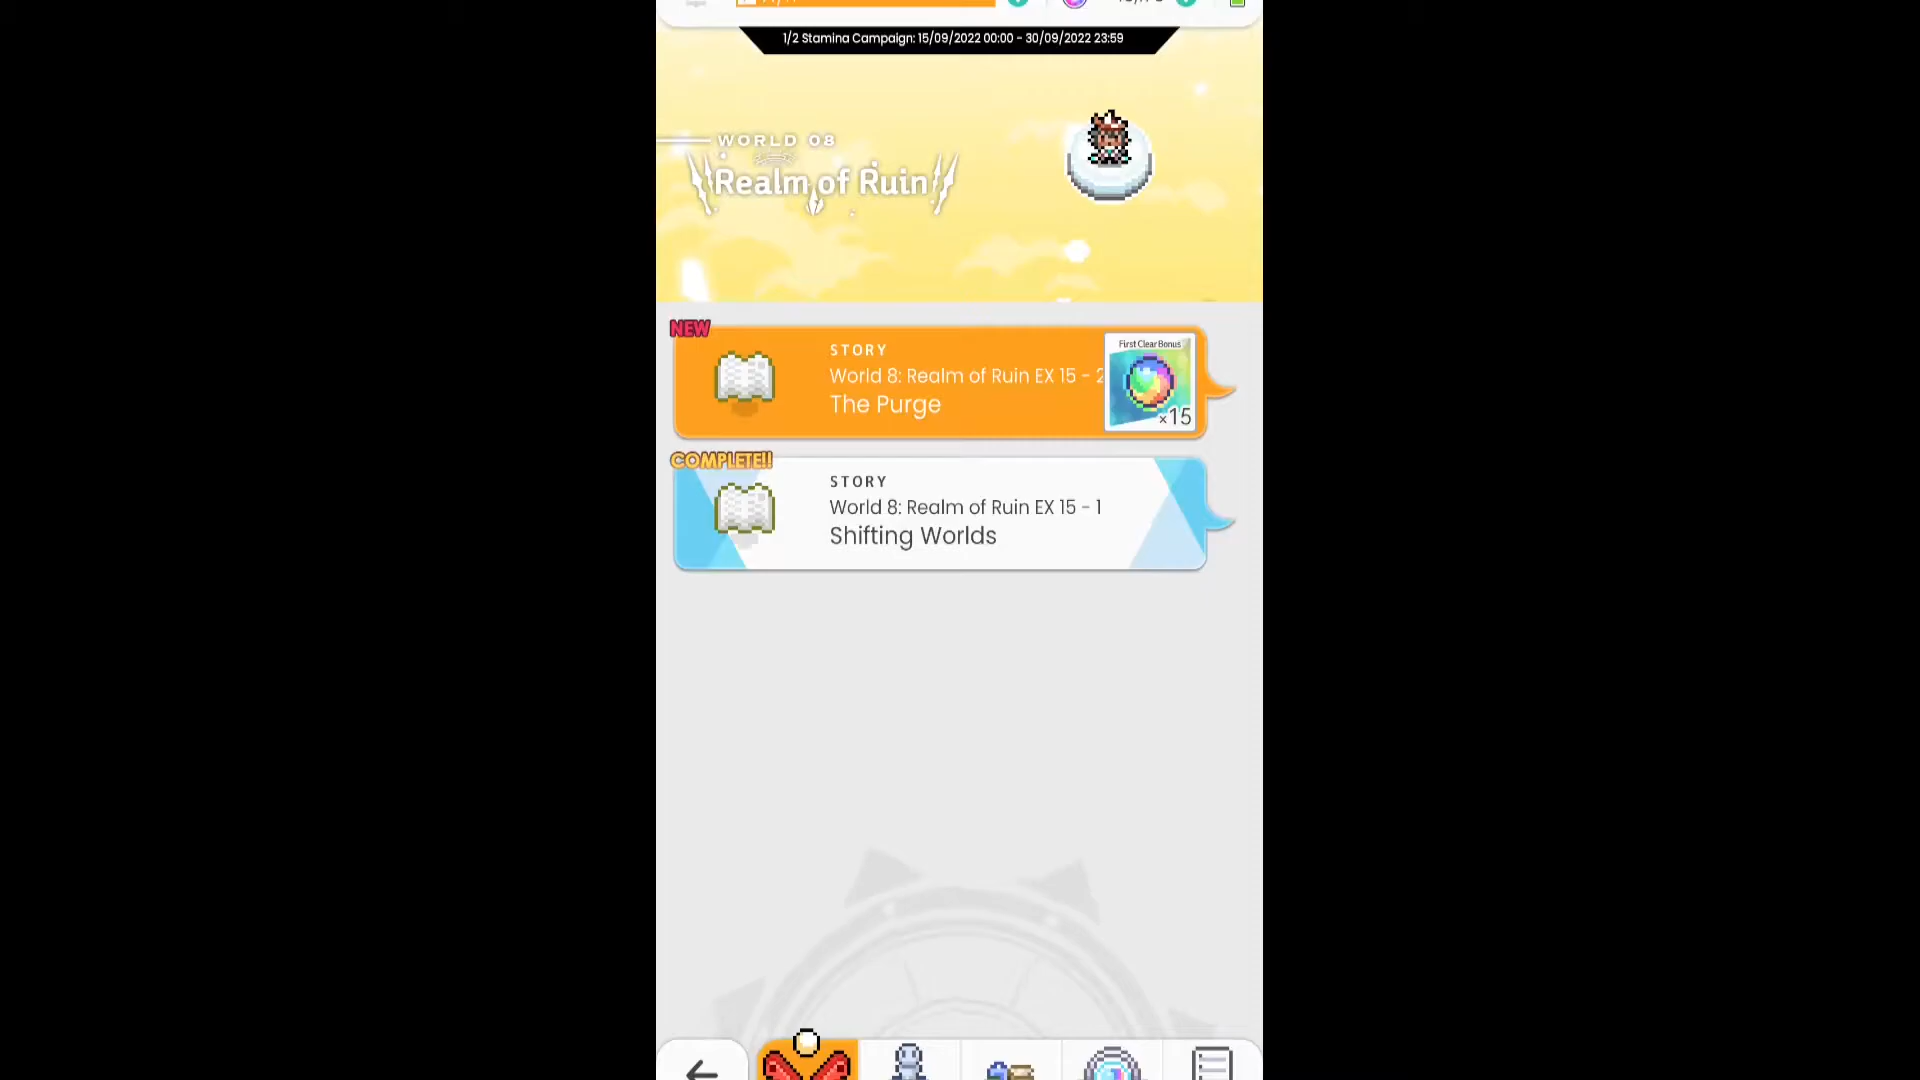 1/2 Stamina Campaign: 15/09/2022 00:00 - 30/09/2022 23:59
WORLD 08
Realm of Ruin
NEW
STORY
World 8: Realm of Ruin EX 15 - 2
The Purge
First Clear Bonus
×15
COMPLETE!!
STORY
World 8: Realm of Ruin EX 15 - 1
Shifting Worlds